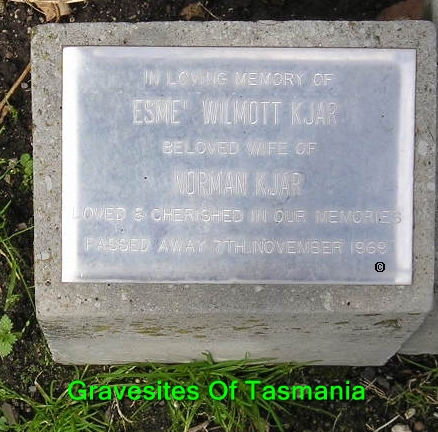 IN LOVING MEMORY OF
ESME' WILMOTT KJAR
BELOVED WIFE OF
NORMAN KJAR
LOVED & CHERISHED IN OUR MEMORIES
PASSED AWAY 7TH.NOVEMBER 1969
©
Gravesites Of Tasmania